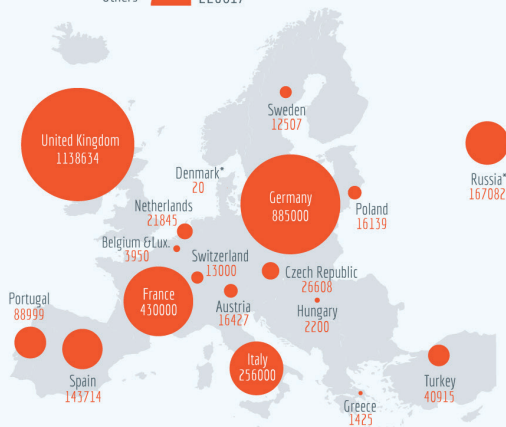 Sweden
12507
United Kingdom
1138634
Denmark*
20
Germany
885000
Russia*
167082
Netherlands
21845
Poland
16139
Belgium &Lux.
3950
Switzerland
13000
Czech Republic
26608
Portugal
88999
France
430000
Austria
16427
Hungary
2200
Spain
143714
Italy
256000
Turkey
40915
Greece
1425